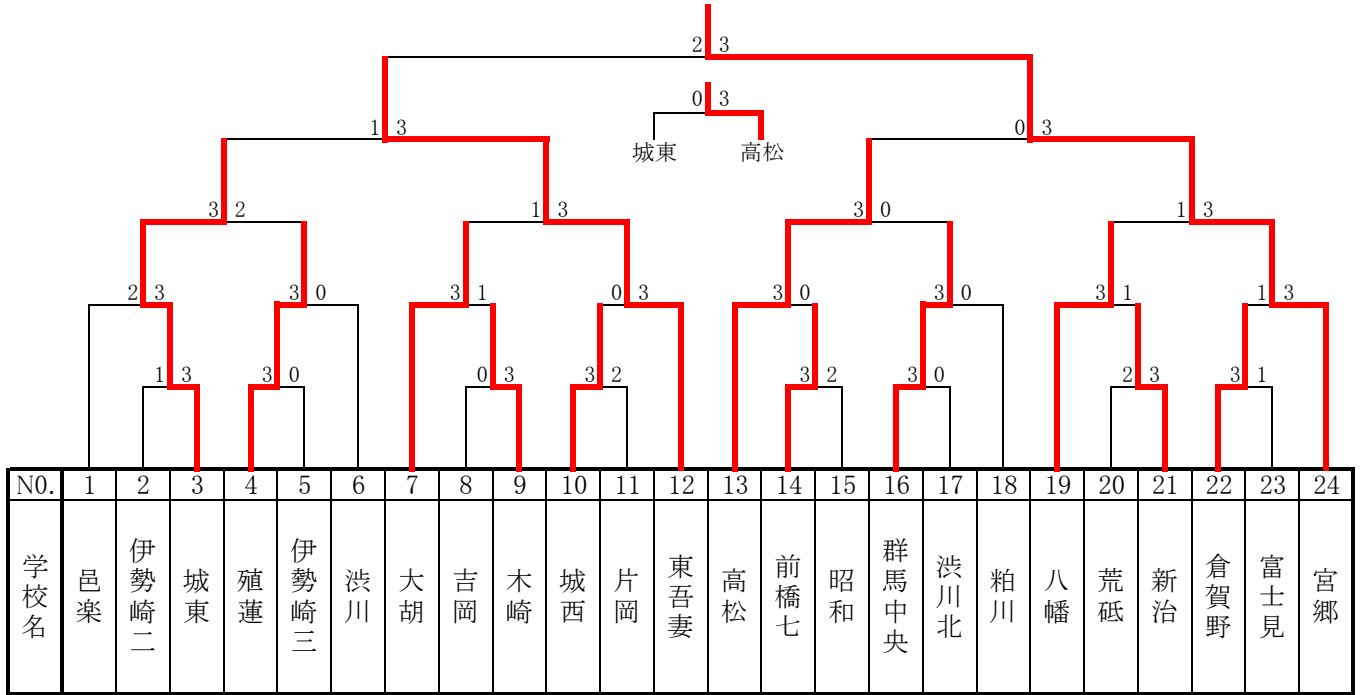 2 3
0 3
1 3
0 3
城東 高松
3 2
1 3
3 0
1 3
2 3
3 0
3 1
0 3
3 0
3 0
3 1
1 3
1 3
3 0
0 3
3 2
3 2
3 0
2 3
3 1
NO. 1 2 3 4 5 6 7 8 9 10 11 12 13 14 15 16 17 18 19 20 21 22 23 24
学校名
邑楽
伊勢崎二
城東
殖蓮
伊勢崎三
渋川
大胡
吉岡
木崎
城西
片岡
東吾妻
高松
前橋七
昭和
群馬中央
渋川北
粕川
八幡
荒砥
新治
倉賀野
富士見
宮郷